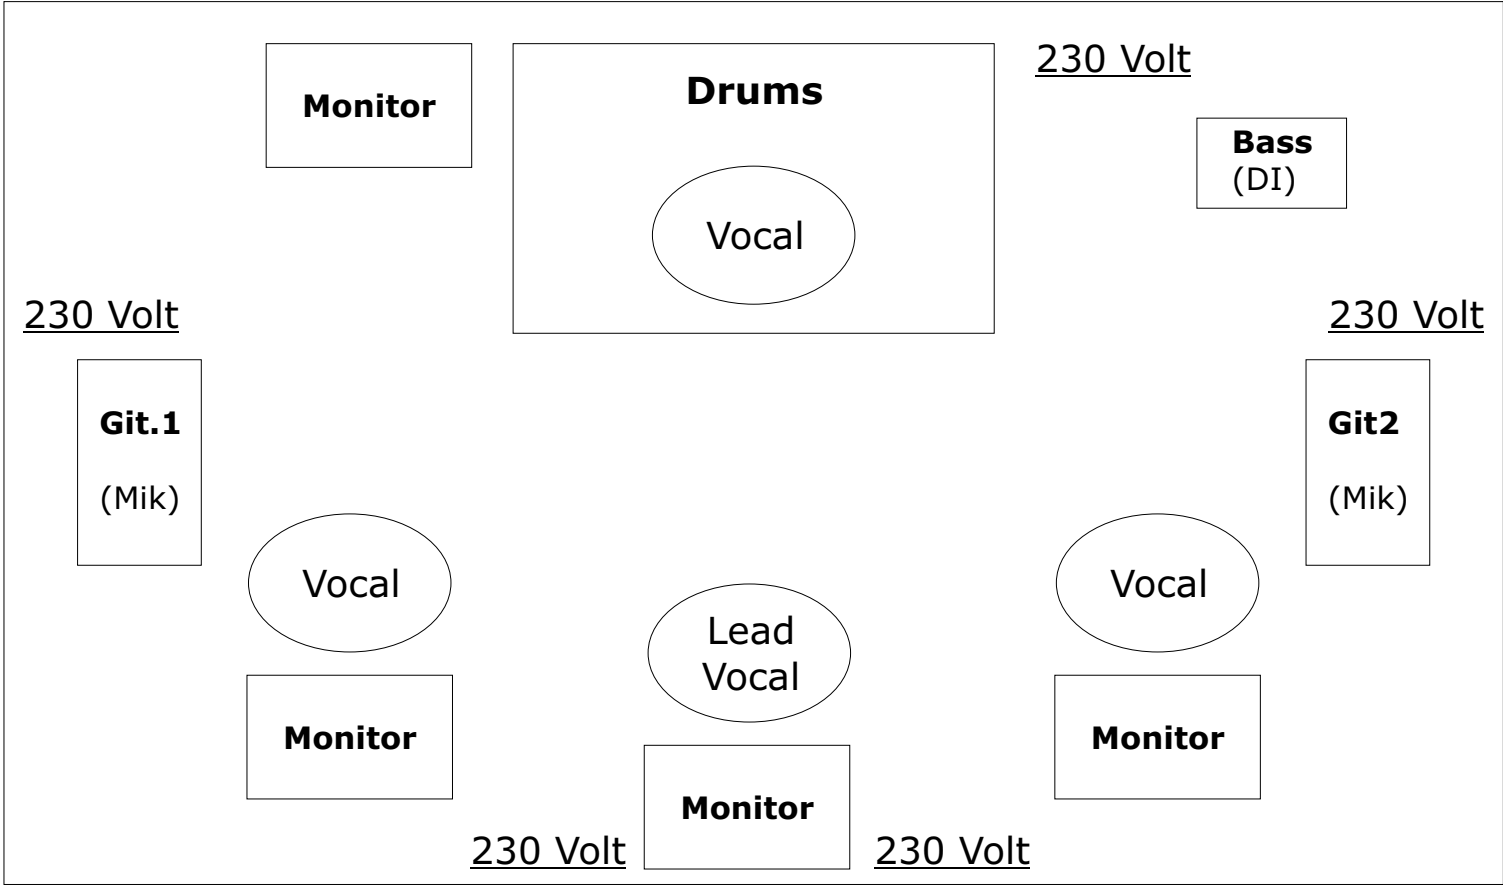 230 Volt
Monitor
Drums
Bass
(DI)
Vocal
230 Volt
230 Volt
Git.1
(Mik)
Git2
(Mik)
Vocal
Vocal
Lead
Vocal
Monitor
Monitor
Monitor
230 Volt
230 Volt